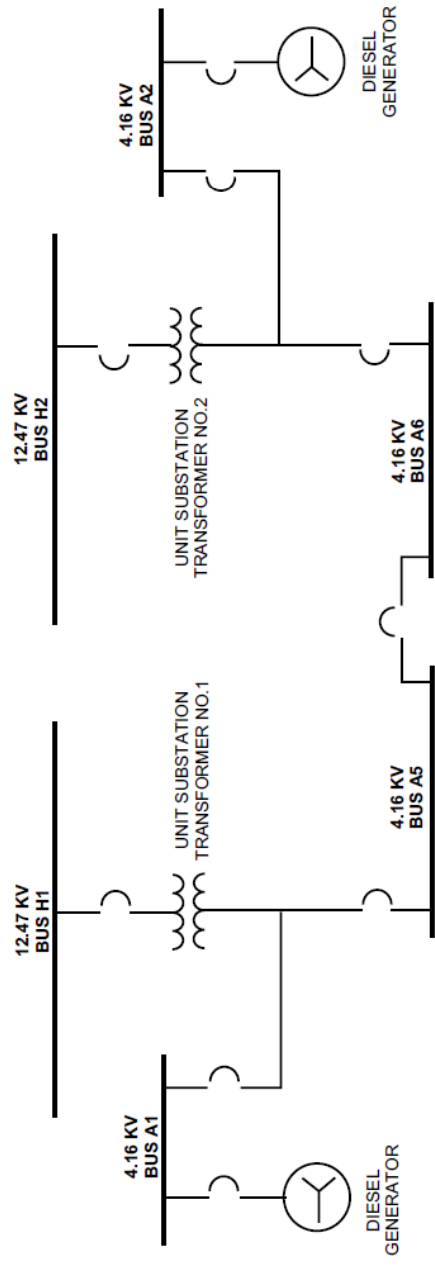 12.47 KV
BUS H1
12.47 KV
BUS H2
4.16 KV
BUS A1
UNIT SUBSTATION
TRANSFORMER NO.1
UNIT SUBSTATION
TRANSFORMER NO.2
4.16 KV
BUS A2
DIESEL
GENERATOR
DIESEL
GENERATOR
4.16 KV
BUS A5
4.16 KV
BUS A6